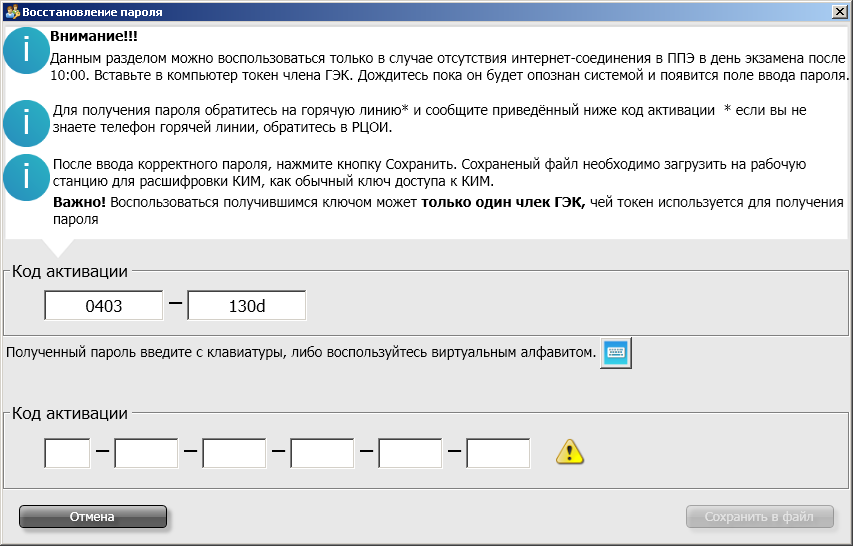 Восстановление пароля
Внимание!!!
Данным разделом можно воспользоваться только в случае отсутствия интернет-соединения в ППЭ в день экзамена после
10:00. Вставьте в компьютер токен члена ГЭК. Дождитесь пока он будет опознан системой и появится поле ввода пароля.
Для получения пароля обратитесь на горячую линию* и сообщите приведённый ниже код активации * если вы не
знаете телефон горячей линии, обратитесь в РЦОИ.
После ввода корректного пароля, нажмите кнопку Сохранить. Сохраненый файл необходимо загрузить на рабочую
станцию для расшифровки КИМ, как обычный ключ доступа к КИМ.
Важно! Воспользоваться получившимся ключом может только один члек ГЭК, чей токен используется для получения
пароля
Код активации
0403 – 130d
Полученный пароль введите с клавиатуры, либо воспользуйтесь виртуальным алфавитом.
Код активации
Отмена
Сохранить в файл